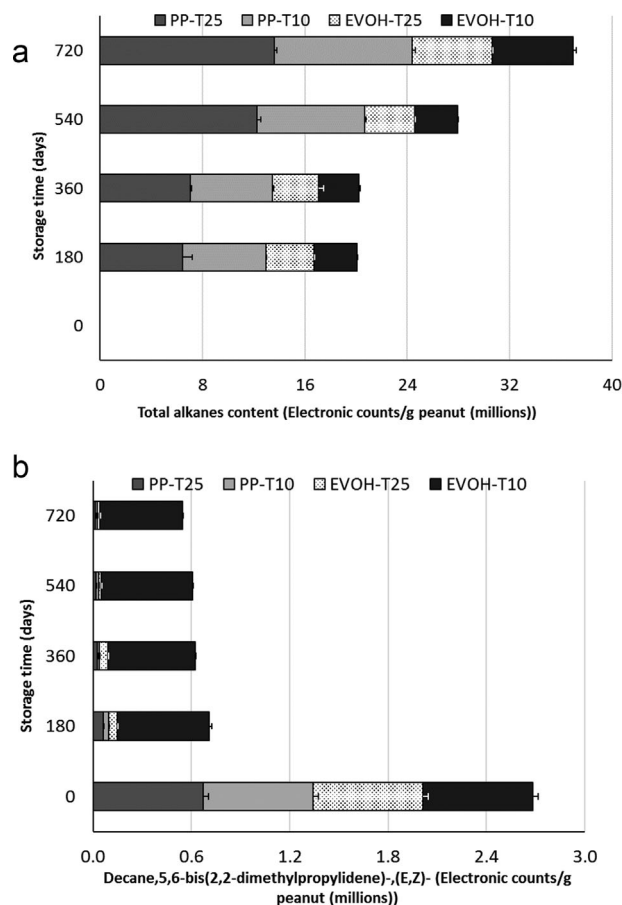 a
PP-T25 PP-T10 EVOH-T25 EVOH-T10
Storage time (days)
720
540
360
180
0
0 8 16 24 32 40
Total alkanes content (Electronic counts/g peanut (millions))
b
PP-T25 PP-T10 EVOH-T25 EVOH-T10
Storage time (days)
720
540
360
180
0
0.0 0.6 1.2 1.8 2.4 3.0
Decane,5,6-bis(2,2-dimethylpropylidene)-,(E,Z)- (Electronic counts/g
peanut (millions))